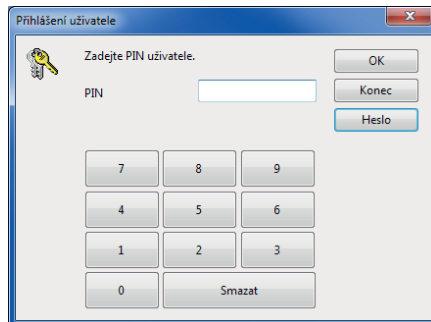 Přihlášení uživatele
Zadejte PIN uživatele.
OK
PIN
Konec
Heslo
7 8 9
4 5 6
1 2 3
0 Smazat